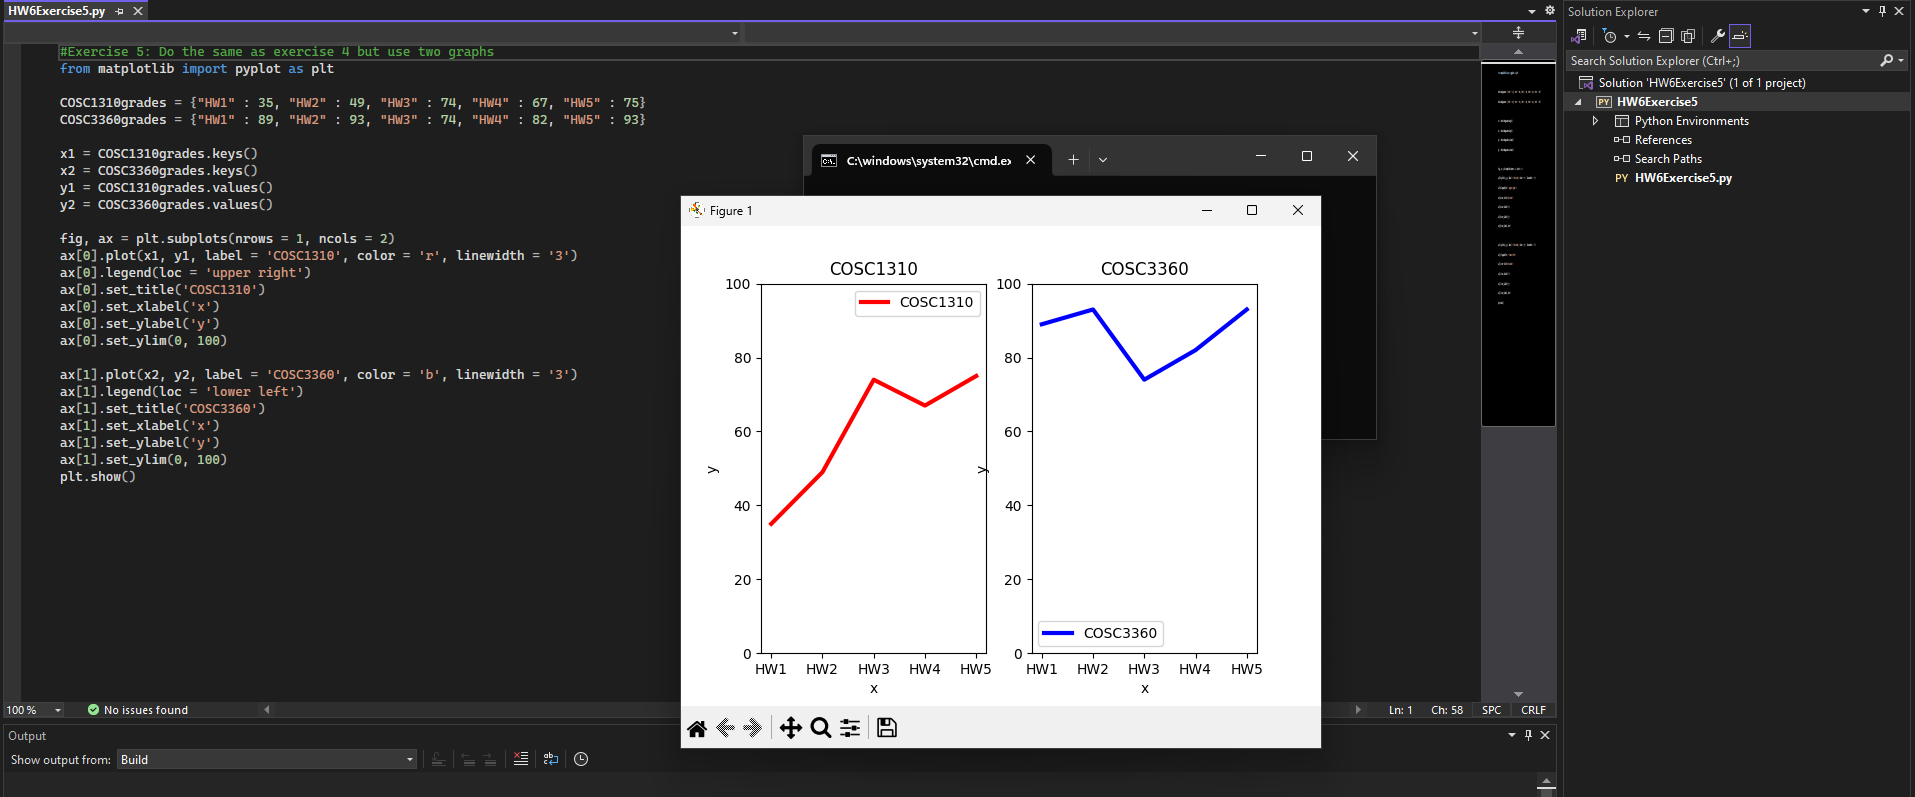 HW6Exercise5.py
#Exercise 5: Do the same as exercise 4 but use two graphs
from matplotlib import pyplot as plt
COSC1310grades = {"HW1" : 35, "HW2" : 49, "HW3" : 74, "HW4" : 67, "HW5" : 75}
COSC3360grades = {"HW1" : 89, "HW2" : 93, "HW3" : 74, "HW4" : 82, "HW5" : 93}
x1 = COSC1310grades.keys()
x2 = COSC3360grades.keys()
y1 = COSC1310grades.values()
y2 = COSC3360grades.values()
fig, ax = plt.subplots(nrows = 1, ncols = 2)
ax[0].plot(x1, y1, label = 'COSC1310', color = 'r', linewidth = '3')
ax[0].legend(loc = 'upper right')
ax[0].set_title('COSC1310')
ax[0].set_xlabel('x')
ax[0].set_ylabel('y')
ax[0].set_ylim(0, 100)
ax[1].plot(x2, y2, label = 'COSC3360', color = 'b', linewidth = '3')
ax[1].legend(loc = 'lower left')
ax[1].set_title('COSC3360')
ax[1].set_xlabel('x')
ax[1].set_ylabel('y')
ax[1].set_ylim(0, 100)
plt.show()
C:\windows\system32\cmd.ex
Figure 1
COSC1310
100
80
60
40
20
0
y
COSC1310
HW1 HW2 HW3 HW4 HW5
x
COSC3360
100
80
60
40
20
0
y
COSC3360
HW1 HW2 HW3 HW4 HW5
x
100 %
No issues found
Ln: 1 Ch: 58 SPC CRLF
Output
Show output from: Build
Solution Explorer
Search Solution Explorer (Ctrl+;)
Solution 'HW6Exercise5' (1 of 1 project)
PY HW6Exercise5
Python Environments
References
Search Paths
PY HW6Exercise5.py